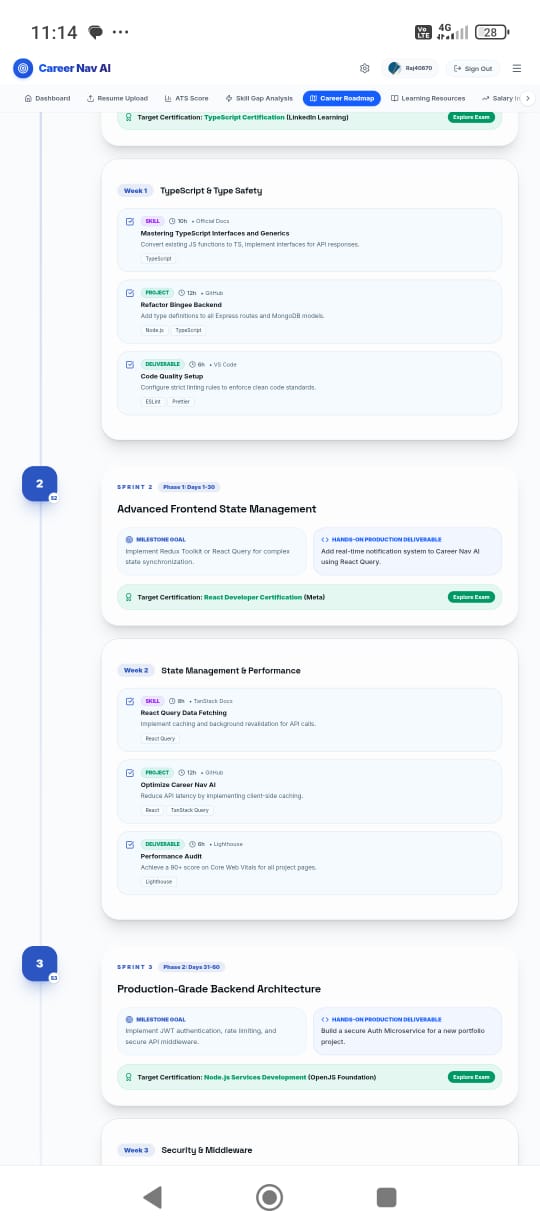 11:14
Vo LTE
4G
28
Career Nav AI
Raj40670
Sign Out
Dashboard
Resume Upload
ATS Score
Skill Gap Analysis
Career Roadmap
Learning Resources
Salary
Target Certification: TypeScript Certification (LinkedIn Learning)
Explore Exam
Week 1
TypeScript & Type Safety
SKILL 10h • Official Docs
Mastering TypeScript Interfaces and Generics
Convert existing JS functions to TS, implement interfaces for API responses.
TypeScript
PROJECT 12h • GitHub
Refactor Bingee Backend
Add type definitions to all Express routes and MongoDB models.
Node.js TypeScript
DELIVERABLE 6h • VS Code
Code Quality Setup
Configure strict linting rules to enforce clean code standards.
ESLint Prettier
2
S2
SPRINT 2 Phase 1: Days 1-30
Advanced Frontend State Management
MILESTONE GOAL
Implement Redux Toolkit or React Query for complex
state synchronization.
HANDS-ON PRODUCTION DELIVERABLE
Add real-time notification system to Career Nav AI
using React Query.
Target Certification: React Developer Certification (Meta)
Explore Exam
Week 2
State Management & Performance
SKILL 8h • TanStack Docs
React Query Data Fetching
Implement caching and background revalidation for API calls.
React Query
PROJECT 12h • GitHub
Optimize Career Nav AI
Reduce API latency by implementing client-side caching.
React TanStack Query
DELIVERABLE 6h • Lighthouse
Performance Audit
Achieve a 90+ score on Core Web Vitals for all project pages.
Lighthouse
3
S3
SPRINT 3 Phase 2: Days 31-60
Production-Grade Backend Architecture
MILESTONE GOAL
Implement JWT authentication, rate limiting, and
secure API middleware.
HANDS-ON PRODUCTION DELIVERABLE
Build a secure Auth Microservice for a new portfolio
project.
Target Certification: Node.js Services Development (OpenJS Foundation)
Explore Exam
Week 3
Security & Middleware